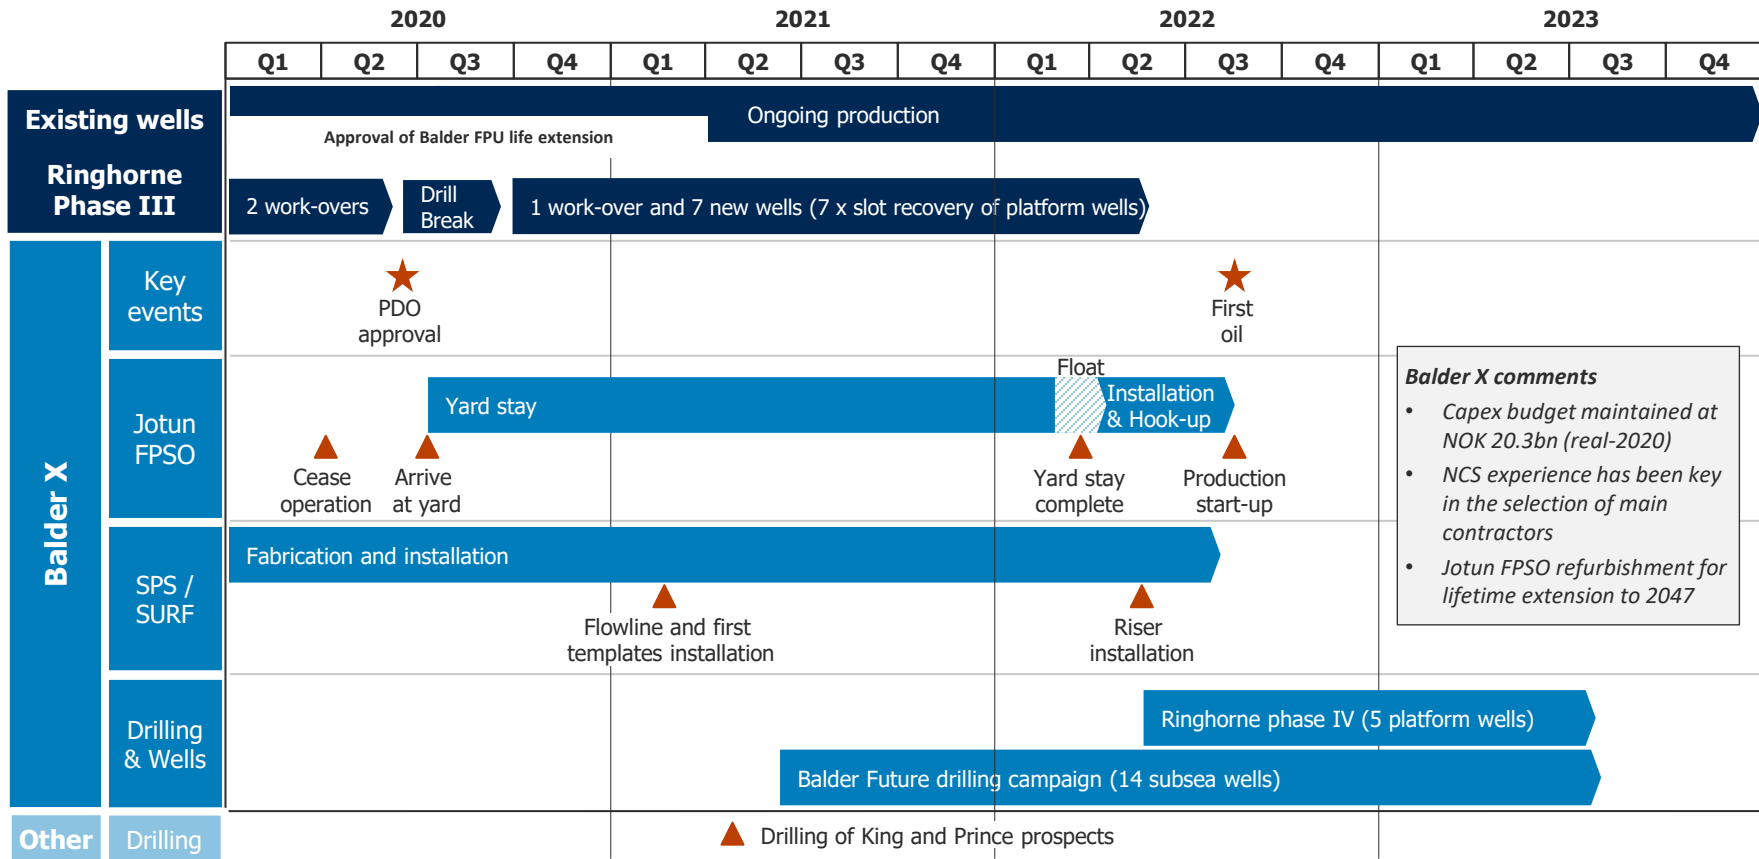 2020
2021
2022
2023
Q1 Q2 Q3 Q4 Q1 Q2 Q3 Q4 Q1 Q2 Q3 Q4 Q1 Q2 Q3 Q4
Existing wells
Ongoing production
Approval of Balder FPU life extension
Ringhorne
Phase III
2 work-overs
Drill
Break
1 work-over and 7 new wells (7 x slot recovery of platform wells)
Balder X
Key
events
PDO
approval
First
oil
Jotun
FPSO
Yard stay
Float
Installation
& Hook-up
Cease
operation
Arrive
at yard
Yard stay
complete
Production
start-up
SPS /
SURF
Fabrication and installation
Flowline and first
templates installation
Riser
installation
Drilling
& Wells
Ringhorne phase IV (5 platform wells)
Balder Future drilling campaign (14 subsea wells)
Balder X comments
• Capex budget maintained at
NOK 20.3bn (real-2020)
• NCS experience has been key
in the selection of main
contractors
• Jotun FPSO refurbishment for
lifetime extension to 2047
Other
Drilling
Drilling of King and Prince prospects